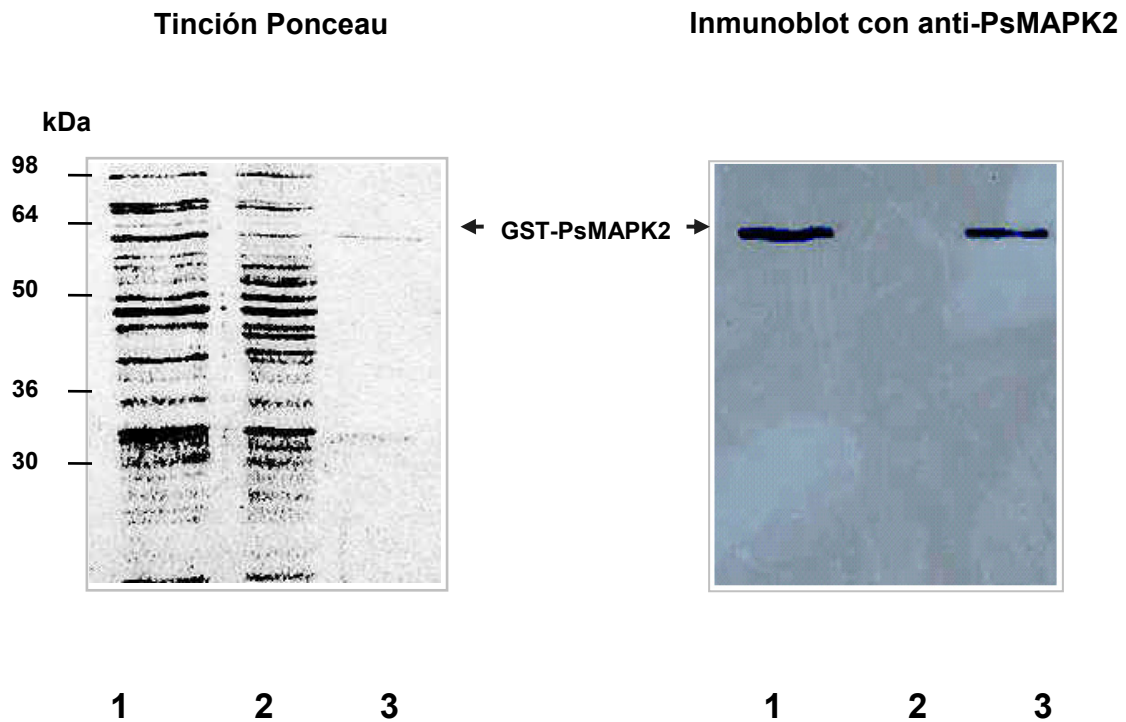 Tinción Ponceau
Inmunoblot con anti-PsMAPK2
kDa
98
64
50
36
30
GST-PsMAPK2
1 2 3
1 2 3